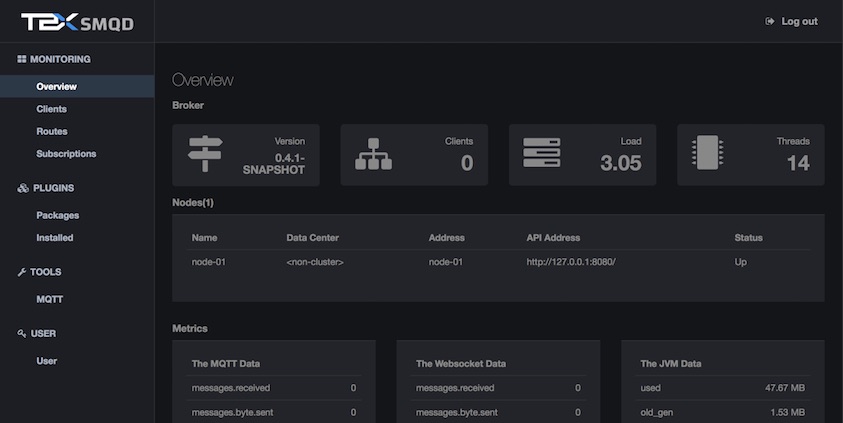 T2X SMQD
Log out
MONITORING
Overview
Clients
Routes
Subscriptions
PLUGINS
Packages
Installed
TOOLS
MQTT
USER
User
Overview
Broker
Version
0.4.1-
SNAPSHOT
Clients
0
Load
3.05
Threads
14
Nodes(1)
Name Data Center Address API Address Status
node-01 <non-cluster> node-01 http://127.0.0.1:8080/ Up
Metrics
The MQTT Data
messages.received 0
messages.byte.sent 0
The Websocket Data
messages.received 0
messages.byte.sent 0
The JVM Data
used 47.67 MB
old_gen 1.53 MB